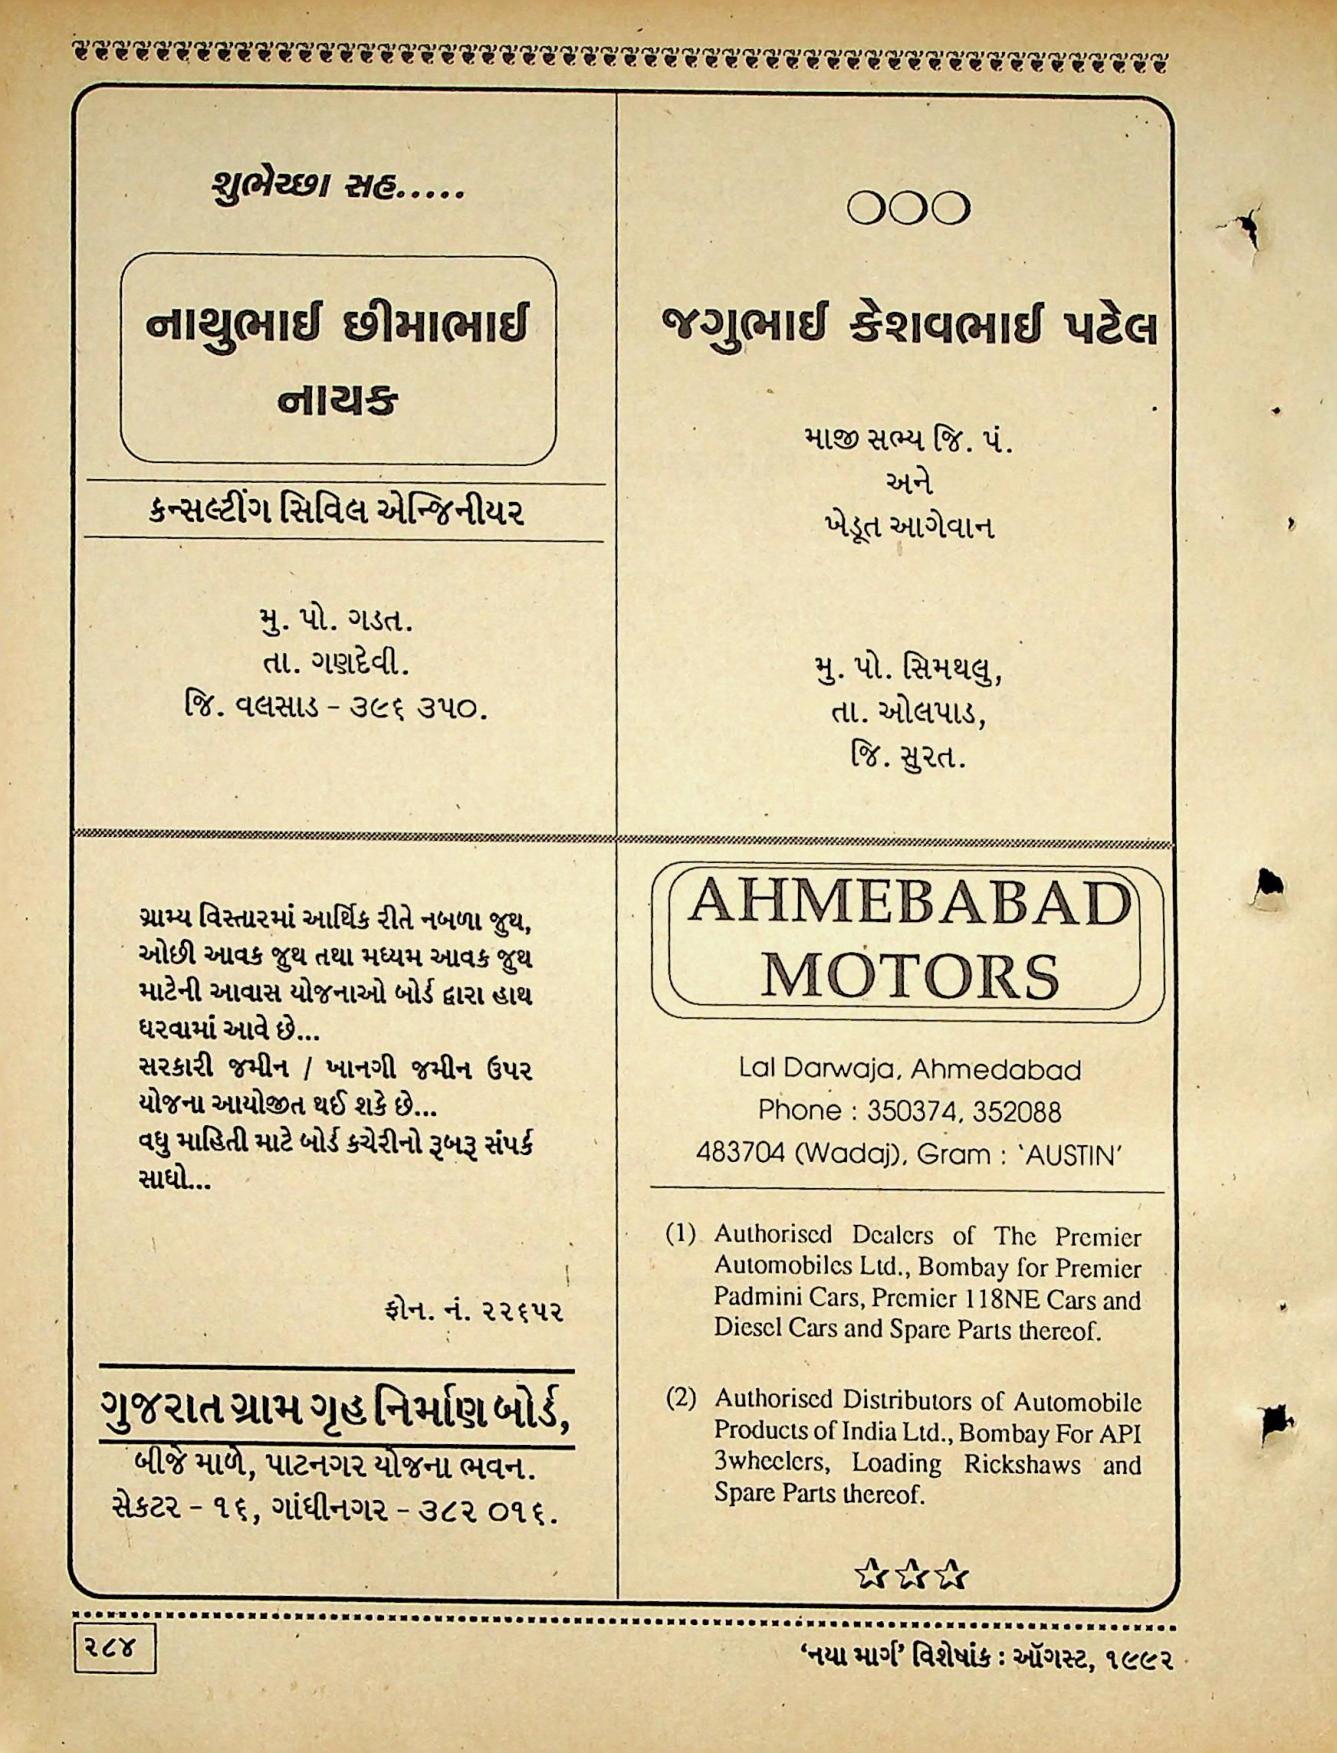 શુભેચ્છા સહ.....
નાથુભાઈ છીમાભાઈ
નાયક
કન્સલ્ટીંગ સિવિલ એન્જિનીયર
મુ. પો. ગડત.
તા. ગણદેવી.
જિ. વલસાડ - ૩૯૬ ૩૫૦.
જગુભાઈ કેશવભાઈ પટેલ
માજી સભ્ય જિ. પં.
અને
ખેડૂત આગેવાન
મુ. પો. સિમથલુ,
તા. ઓલપાડ,
જિ. સુરત.
ગ્રામ્ય વિસ્તારમાં આર્થિક રીતે નબળા જુથ,
ઓછી આવક જુથ તથા મધ્યમ આવક જુથ
માટેની આવાસ યોજનાઓ બોર્ડ દ્વારા હાથ
ધરવામાં આવે છે...
સરકારી જમીન / ખાનગી જમીન ઉપર
યોજના આયોજીત થઈ શકે છે...
વધુ માહિતી માટે બોર્ડ કચેરીનો રૂબરૂ સંપર્ક
સાધો...
ફોન. નં. ૨૨૬૫૨
ગુજરાત ગ્રામ ગૃહ નિર્માણ બોર્ડ,
બીજે માળે, પાટનગર યોજના ભવન.
સેકટર - ૧૬, ગાંધીનગર - ૩૮૨ ૦૧૬.
AHMEBABAD
MOTORS
Lal Darwaja, Ahmedabad
Phone : 350374, 352088
483704 (Wadaj), Gram : 'AUSTIN'
(1) Authorised Dealers of The Premier
Automobiles Ltd., Bombay for Premier
Padmini Cars, Premier 118NE Cars and
Diesel Cars and Spare Parts thereof.
(2) Authorised Distributors of Automobile
Products of India Ltd., Bombay For API
3wheelers, Loading Rickshaws and
Spare Parts thereof.
૨૮૪
'નયા માર્ગ' વિશેષાંક : ઑગસ્ટ, ૧૯૯૨